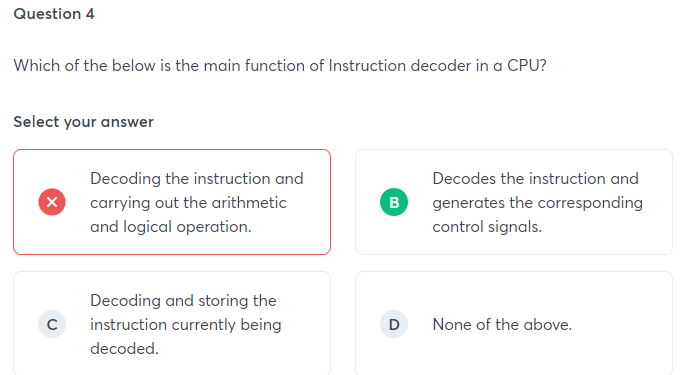 Question 4
Which of the below is the main function of Instruction decoder in a CPU?
Select your answer
Decoding the instruction and
carrying out the arithmetic
and logical operation.
B
Decodes the instruction and
generates the corresponding
control signals.
C
Decoding and storing the
instruction currently being
decoded.
D
None of the above.